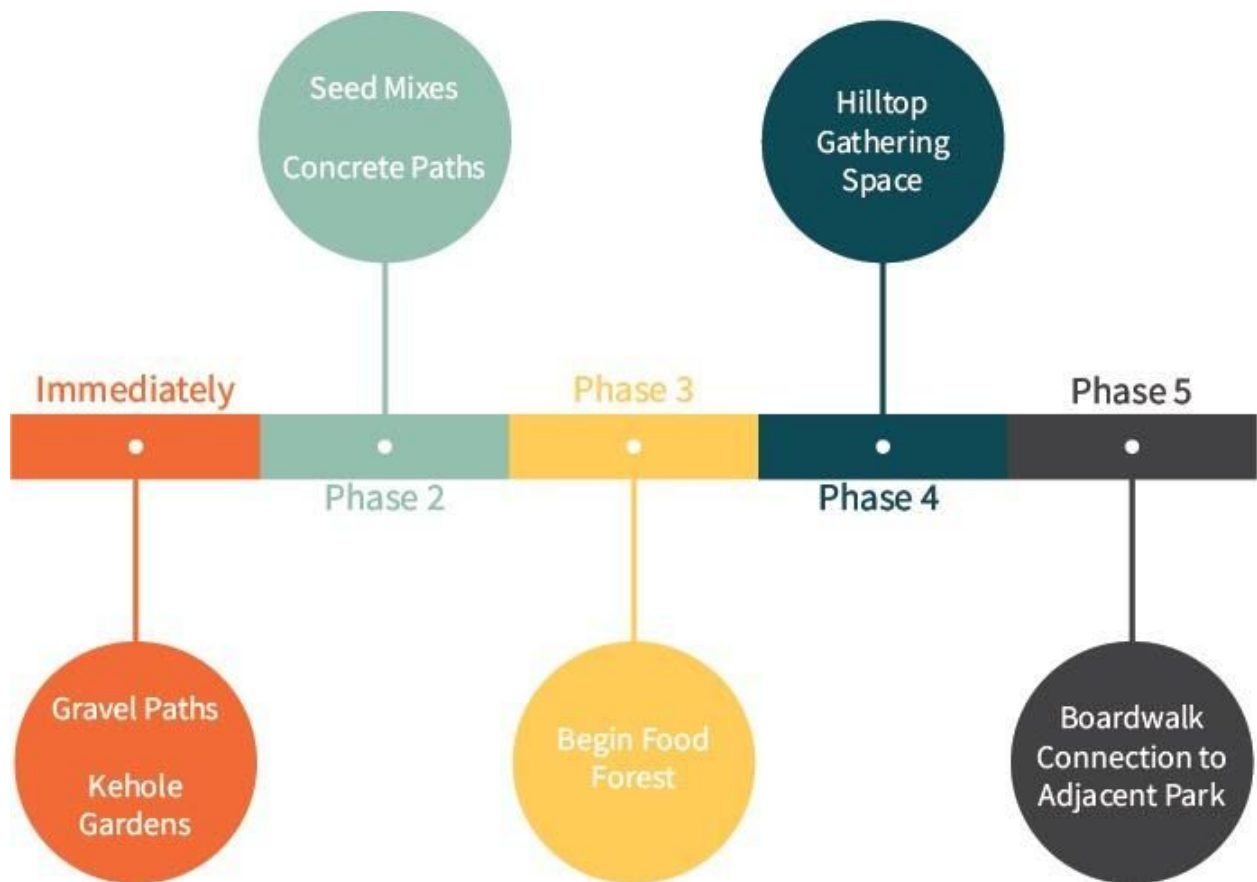 Seed Mixes
Concrete Paths
Hilltop
Gathering
Space
Immediately
Phase 3
Phase 5
Phase 2
Phase 4
Gravel Paths
Kehole
Gardens
Begin Food
Forest
Boardwalk
Connection to
Adjacent Park